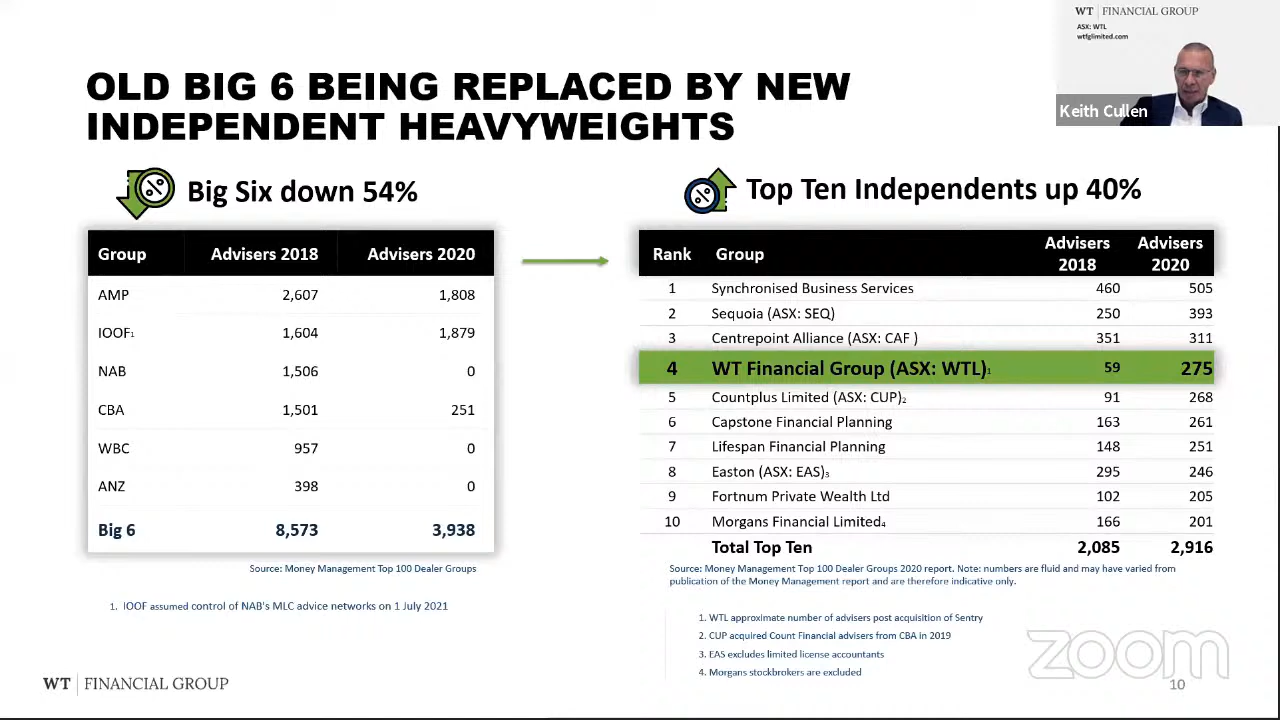 WT | FINANCIAL GROUP
ASX: WTL
wtfglimited.com
Keith Cullen
OLD BIG 6 BEING REPLACED BY NEW
INDEPENDENT HEAVYWEIGHTS
Big Six down 54%
Group Advisers 2018 Advisers 2020
AMP 2,607 1,808
IOOF1 1,604 1,879
NAB 1,506 0
CBA 1,501 251
WBC 957 0
ANZ 398 0
Big 6 8,573 3,938
Source: Money Management Top 100 Dealer Groups
1. IOOF assumed control of NAB's MLC advice networks on 1 July 2021
Top Ten Independents up 40%
Rank Group Advisers 2018 Advisers 2020
1 Synchronised Business Services 460 505
2 Sequoia (ASX: SEQ) 250 393
3 Centrepoint Alliance (ASX: CAF ) 351 311
4 WT Financial Group (ASX: WTL)1 59 275
5 Countplus Limited (ASX: CUP)2 91 268
6 Capstone Financial Planning 163 261
7 Lifespan Financial Planning 148 251
8 Easton (ASX: EAS)3 295 246
9 Fortnum Private Wealth Ltd 102 205
10 Morgans Financial Limited4 166 201
Total Top Ten 2,085 2,916
Source: Money Management Top 100 Dealer Groups 2020 report. Note: numbers are fluid and may have varied from
publication of the Money Management report and are therefore indicative only.
1. WTL approximate number of advisers post acquisition of Sentry
2. CUP acquired Count Financial advisers from CBA in 2019
3. EAS excludes limited license accountants
4. Morgans stockbrokers are excluded
WT | FINANCIAL GROUP
zoom
10